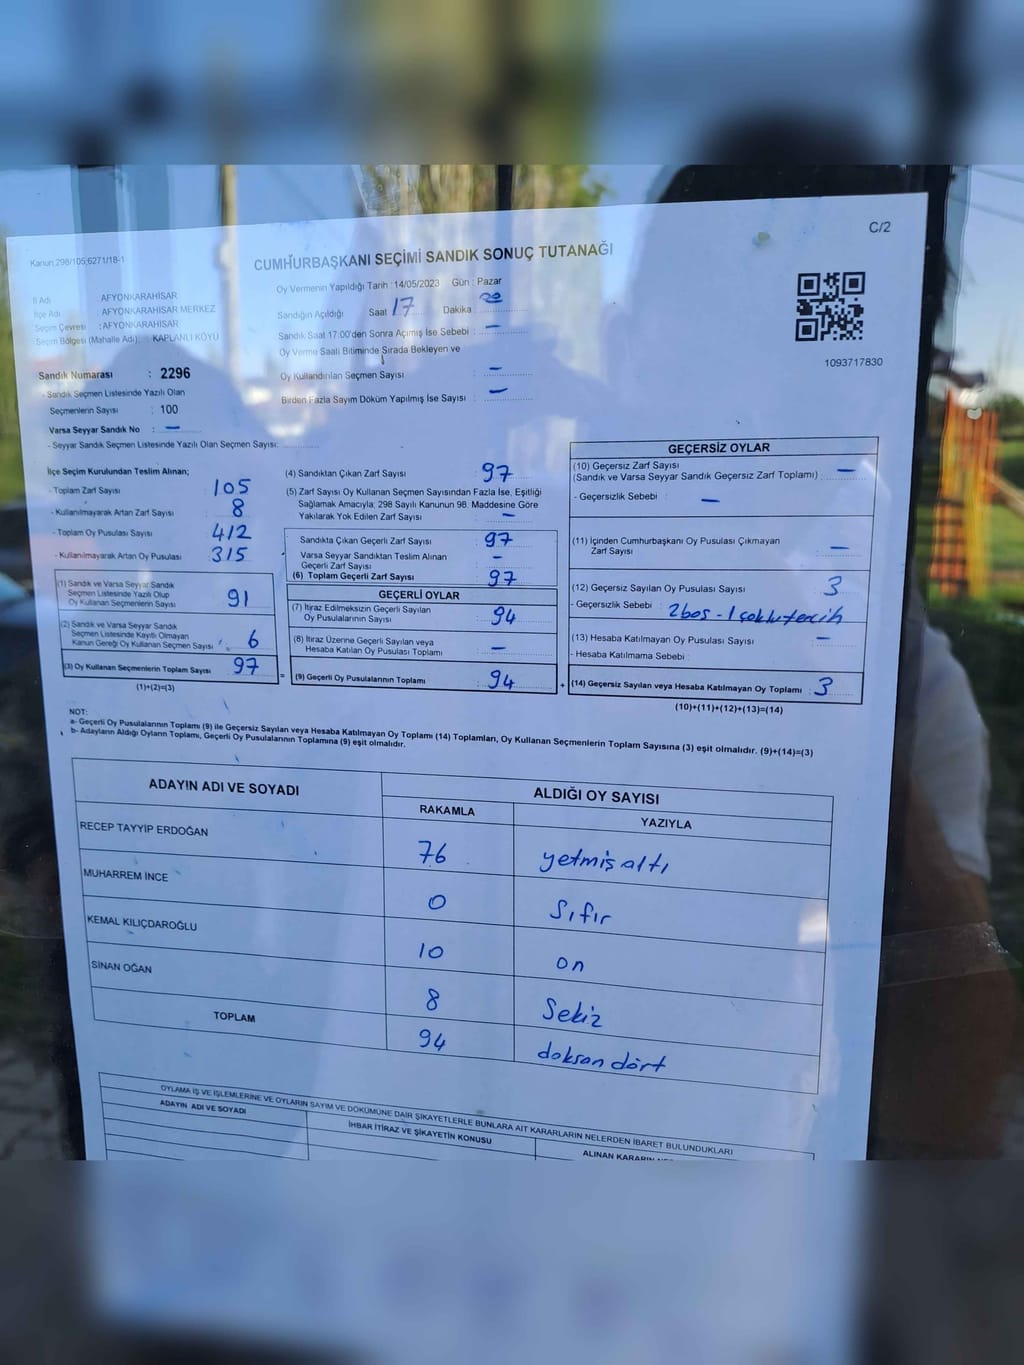 C/2
Kanun 298/105;6271/18-1
CUMHURBAŞKANI SEÇİMİ SANDIK SONUÇ TUTANAĞI
İl Adı AFYONKARAHİSAR
İlçe Adı AFYONKARAHİSAR MERKEZ
Seçim Çevresi : AFYONKARAHİSAR
Seçim Bölgesi (Mahalle Adı) : KAPLANLI KÖYÜ
Oy Vermenin Yapıldığı Tarih : 14/05/2023 Gün : Pazar
Sandığın Açıldığı Saat 17 Dakika
Sandık Saat 17:00'den Sonra Açımış İse Sebebi : –
Oy Verme Saati Bitiminde Sırada Bekleyen ve
Oy Kullandırılan Seçmen Sayısı : –
Birden Fazla Sayım Döküm Yapılmış İse Sayısı : –
1093717830
Sandık Numarası : 2296
- Sandık Seçmen Listesinde Yazılı Olan
Seçmenlerin Sayısı : 100
Varsa Seyyar Sandık No : –
- Seyyar Sandık Seçmen Listesinde Yazılı Olan Seçmen Sayısı:
İlçe Seçim Kurulundan Teslim Alınan;
- Toplam Zarf Sayısı 105
- Kullanılmayarak Artan Zarf Sayısı 8
- Toplam Oy Pusulası Sayısı 412
- Kullanılmayarak Artan Oy Pusulası 315
(1) Sandık ve Varsa Seyyar Sandık
Seçmen Listesinde Yazılı Olup
Oy Kullanan Seçmenlerin Sayısı 91
(2) Sandık ve Varsa Seyyar Sandık
Seçmen Listesinde Kayıtlı Olmayan
Kanun Gereği Oy Kullanan Seçmen Sayısı 6
(3) Oy Kullanan Seçmenlerin Toplam Sayısı 97
(1)+(2)=(3)
(4) Sandıktan Çıkan Zarf Sayısı 97
(5) Zarf Sayısı Oy Kullanan Seçmen Sayısından Fazla İse, Eşitliği
Sağlamak Amacıyla; 298 Sayılı Kanunun 98. Maddesine Göre
Yakılarak Yok Edilen Zarf Sayısı –
Sandıkta Çıkan Geçerli Zarf Sayısı 97
Varsa Seyyar Sandıktan Teslim Alınan
Geçerli Zarf Sayısı –
(6) Toplam Geçerli Zarf Sayısı 97
GEÇERLİ OYLAR
(7) İtiraz Edilmeksizin Geçerli Sayılan
Oy Pusulalarının Sayısı 94
(8) İtiraz Üzerine Geçerli Sayılan veya
Hesaba Katılan Oy Pusulası Toplamı –
= (9) Geçerli Oy Pusulalarının Toplamı 94
GEÇERSİZ OYLAR
(10) Geçersiz Zarf Sayısı
(Sandık ve Varsa Seyyar Sandık Geçersiz Zarf Toplamı) : –
- Geçersizlik Sebebi : –
(11) İçinden Cumhurbaşkanı Oy Pusulası Çıkmayan
Zarf Sayısı –
(12) Geçersiz Sayılan Oy Pusulası Sayısı 3
- Geçersizlik Sebebi : 2 boş - 1 çoklu tercih
(13) Hesaba Katılmayan Oy Pusulası Sayısı –
- Hesaba Katılmama Sebebi :
+ (14) Geçersiz Sayılan veya Hesaba Katılmayan Oy Toplamı : 3
(10)+(11)+(12)+(13)=(14)
NOT:
a- Geçerli Oy Pusulalarının Toplamı (9) ile Geçersiz Sayılan veya Hesaba Katılmayan Oy Toplamı (14) Toplamları, Oy Kullanan Seçmenlerin Toplam Sayısına (3) eşit olmalıdır. (9)+(14)=(3)
b- Adayların Aldığı Oyların Toplamı, Geçerli Oy Pusulalarının Toplamına (9) eşit olmalıdır.
ADAYIN ADI VE SOYADI ALDIĞI OY SAYISI
RAKAMLA YAZIYLA
RECEP TAYYİP ERDOĞAN 76 yetmiş altı
MUHARREM İNCE 0 Sıfır
KEMAL KILIÇDAROĞLU 10 on
SİNAN OĞAN 8 Sekiz
TOPLAM 94 doksan dört
OYLAMA İŞ VE İŞLEMLERİNE VE OYLARIN SAYIM VE DÖKÜMÜNE DAİR ŞİKAYETLERLE BUNLARA AİT KARARLARIN NELERDEN İBARET BULUNDUKLARI
ADAYIN ADI VE SOYADI İHBAR İTİRAZ VE ŞİKAYETİN KONUSU ALINAN